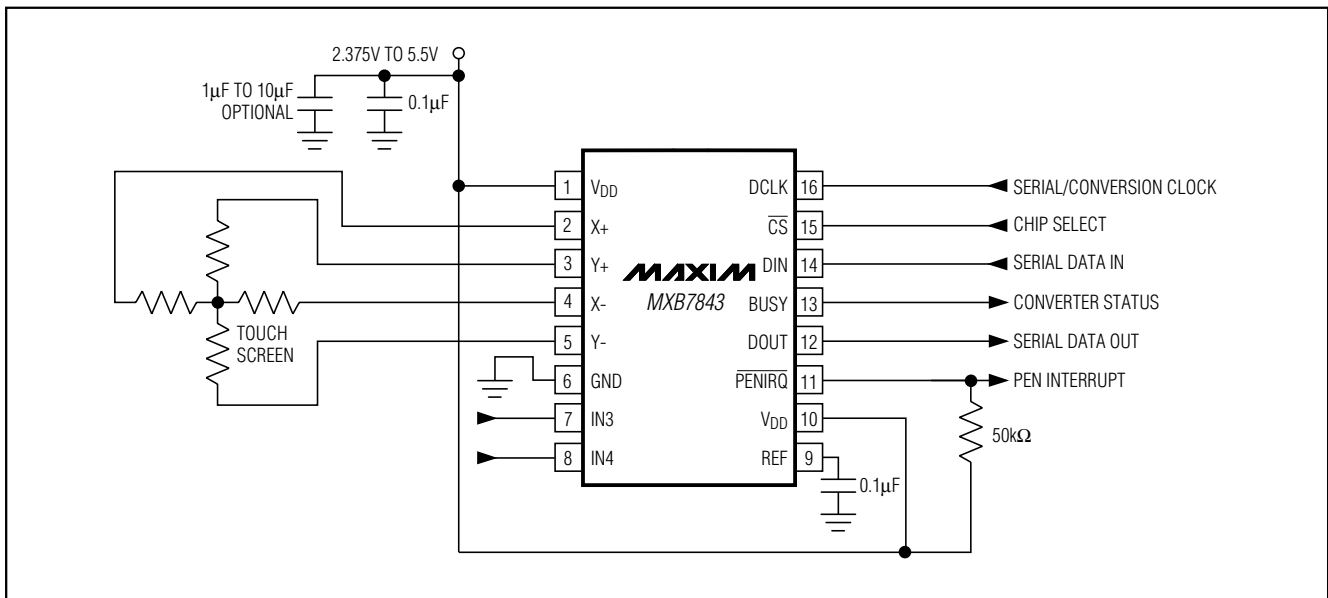 2.375V TO 5.5V
1μF TO 10μF
OPTIONAL
0.1μF
1 VDD DCLK 16 SERIAL/CONVERSION CLOCK
2 X+ C̅S̅ 15 CHIP SELECT
3 Y+ MAXIM DIN 14 SERIAL DATA IN
4 X- MXB7843 BUSY 13 CONVERTER STATUS
TOUCH
SCREEN
5 Y- DOUT 12 SERIAL DATA OUT
6 GND P̅E̅N̅I̅R̅Q̅ 11 PEN INTERRUPT
7 IN3 VDD 10
50kΩ
8 IN4 REF 9
0.1μF